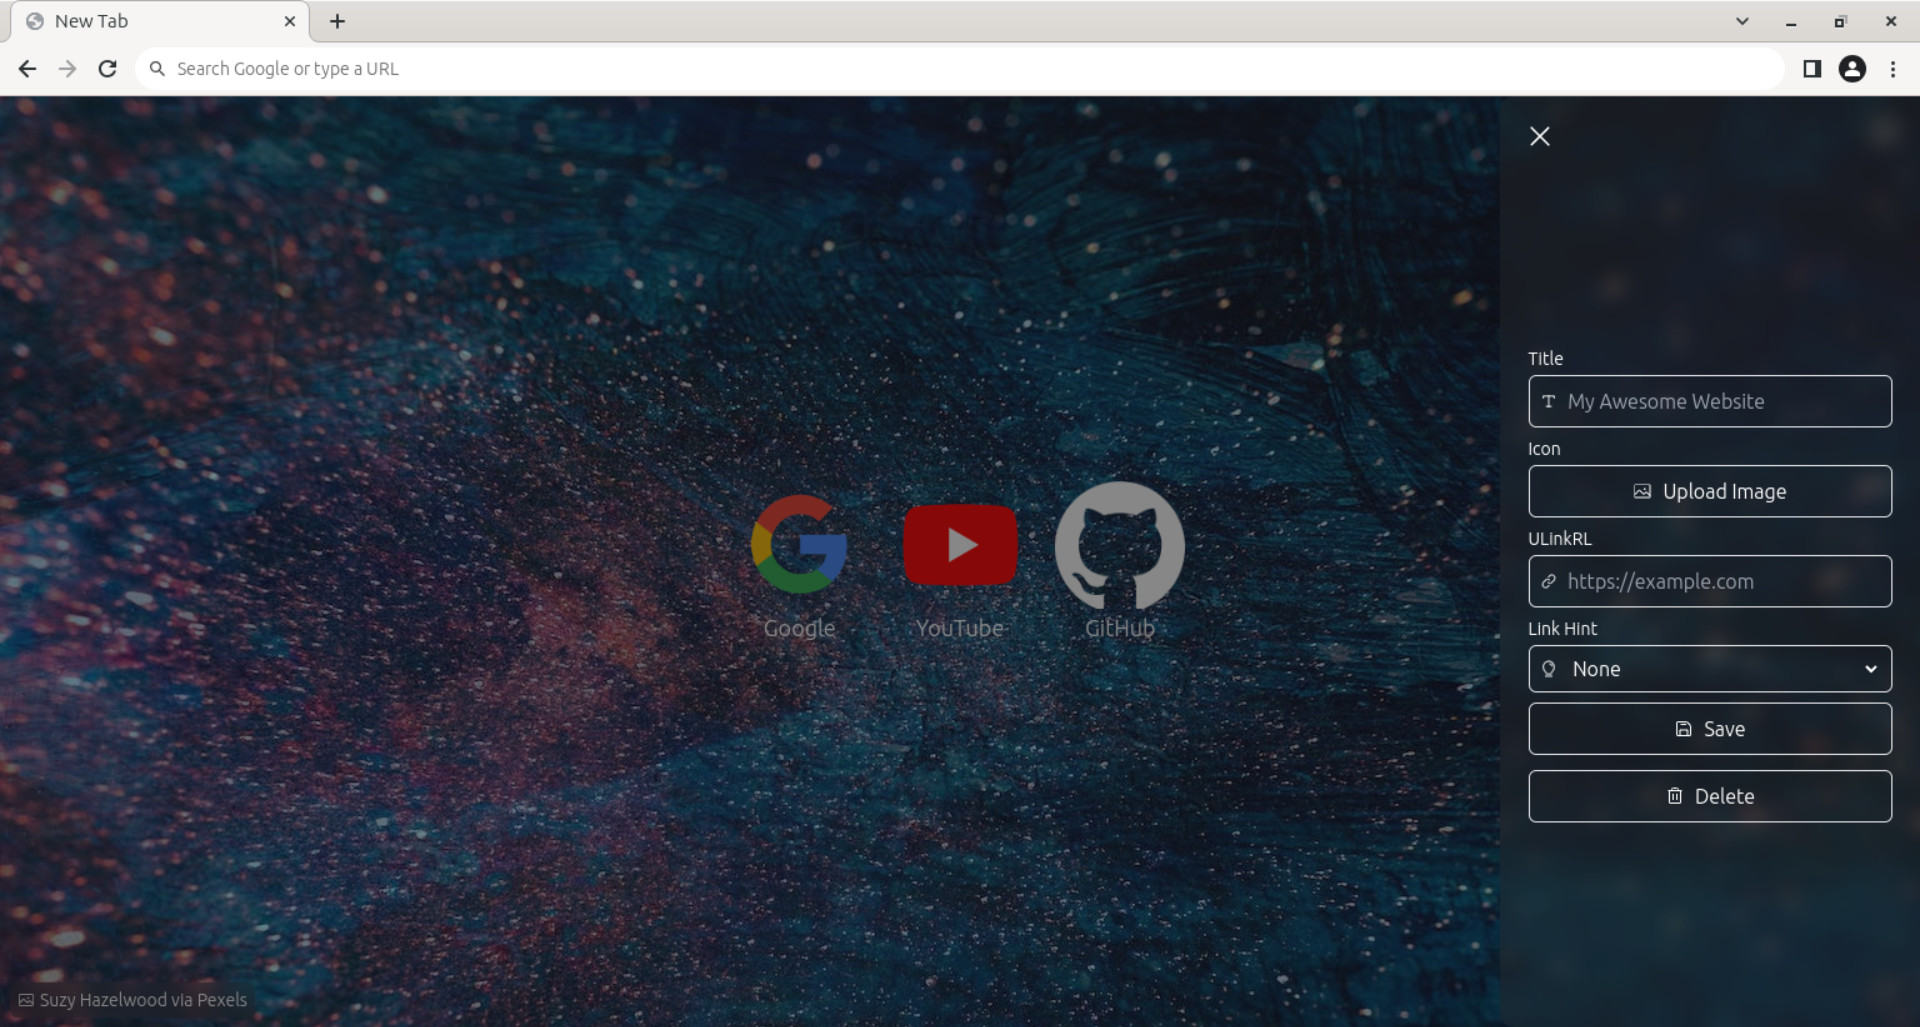 New Tab
Search Google or type a URL
Title
My Awesome Website
Icon
Upload Image
ULinkRL
https://example.com
Link Hint
None
Save
Delete
Google
YouTube
GitHub
Suzy Hazelwood via Pexels